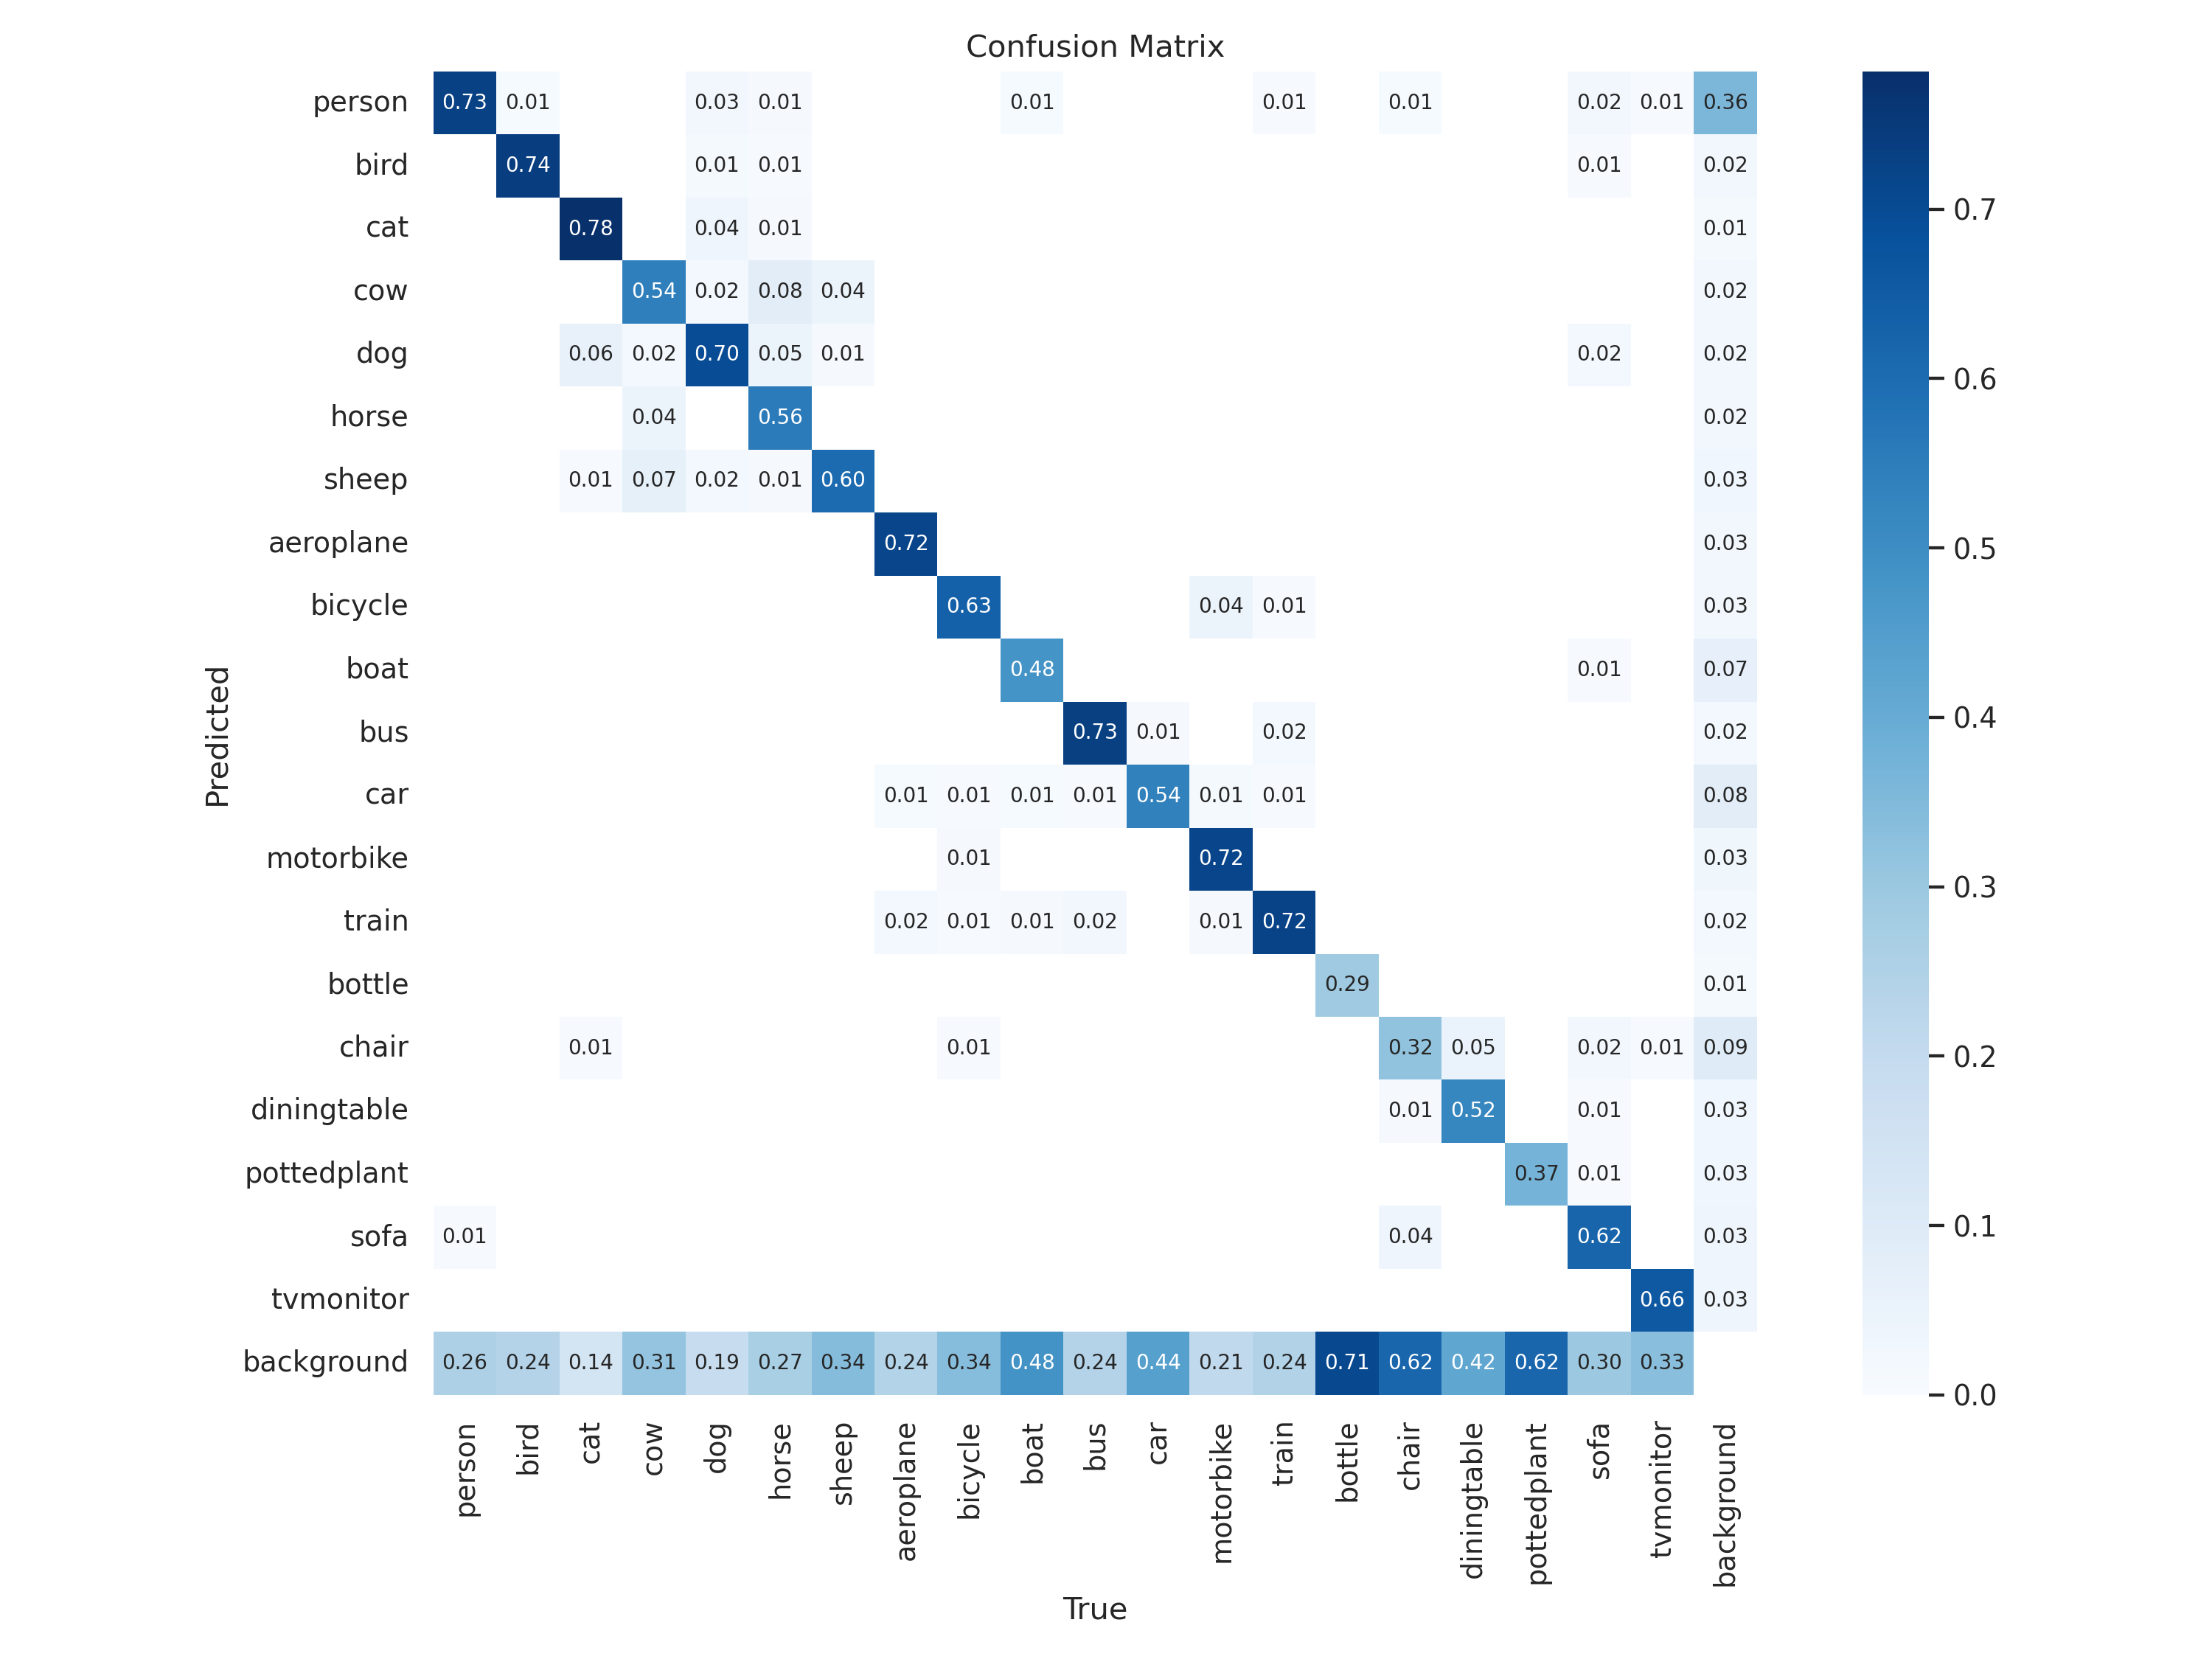 Confusion Matrix
person 0.73 0.01 0.03 0.01 0.01 0.01 0.01 0.02 0.01 0.36
bird 0.74 0.01 0.01 0.01 0.02
cat 0.78 0.04 0.01 0.01
cow 0.54 0.02 0.08 0.04 0.02
dog 0.06 0.02 0.70 0.05 0.01 0.02 0.02
horse 0.04 0.56 0.02
sheep 0.01 0.07 0.02 0.01 0.60 0.03
aeroplane 0.72 0.03
bicycle 0.63 0.04 0.01 0.03
boat 0.48 0.01 0.07
bus 0.73 0.01 0.02 0.02
car 0.01 0.01 0.01 0.01 0.54 0.01 0.01 0.08
motorbike 0.01 0.72 0.03
train 0.02 0.01 0.01 0.02 0.01 0.72 0.02
bottle 0.29 0.01
chair 0.01 0.01 0.32 0.05 0.02 0.01 0.09
diningtable 0.01 0.52 0.01 0.03
pottedplant 0.37 0.01 0.03
sofa 0.01 0.04 0.62 0.03
tvmonitor 0.66 0.03
background 0.26 0.24 0.14 0.31 0.19 0.27 0.34 0.24 0.34 0.48 0.24 0.44 0.21 0.24 0.71 0.62 0.42 0.62 0.30 0.33
person bird cat cow dog horse sheep aeroplane bicycle boat bus car motorbike train bottle chair diningtable pottedplant sofa tvmonitor background
True
Predicted
0.7
0.6
0.5
0.4
0.3
0.2
0.1
0.0